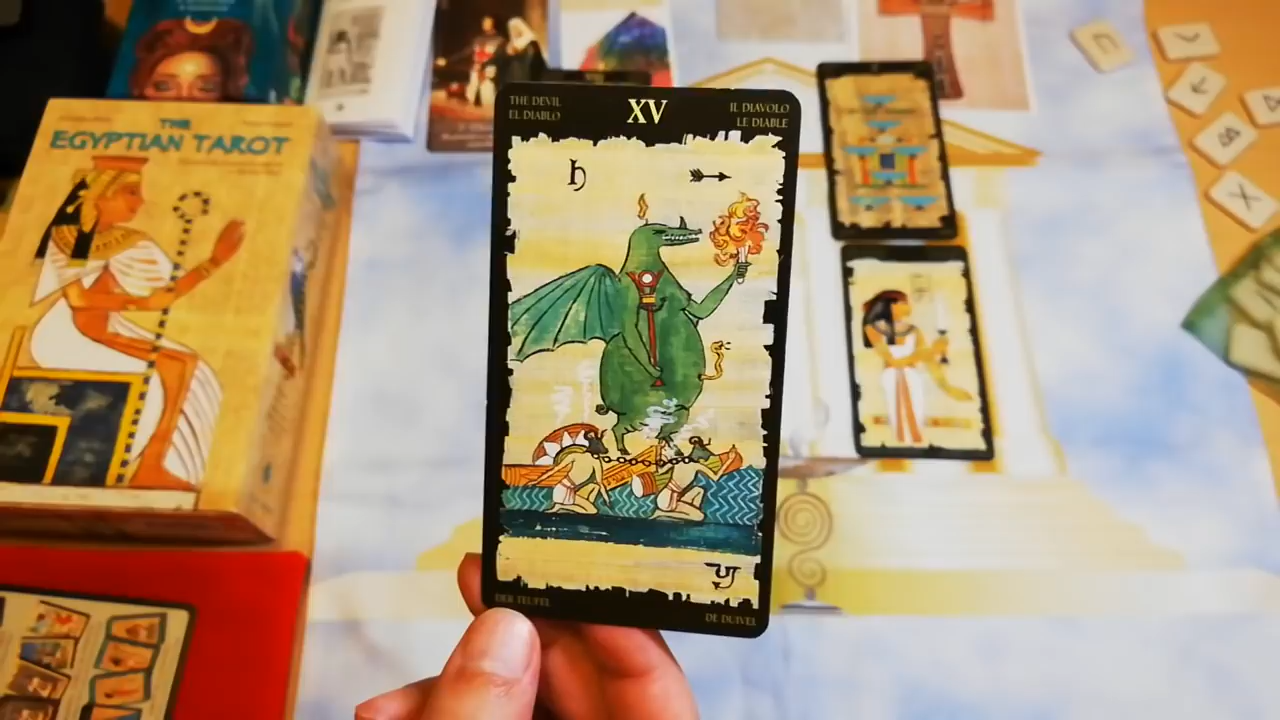 THE
EGYPTIAN TAROT
THE DEVIL
EL DIABLO
XV
IL DIAVOLO
LE DIABLE
DER TEUFEL
DE DUIVEL